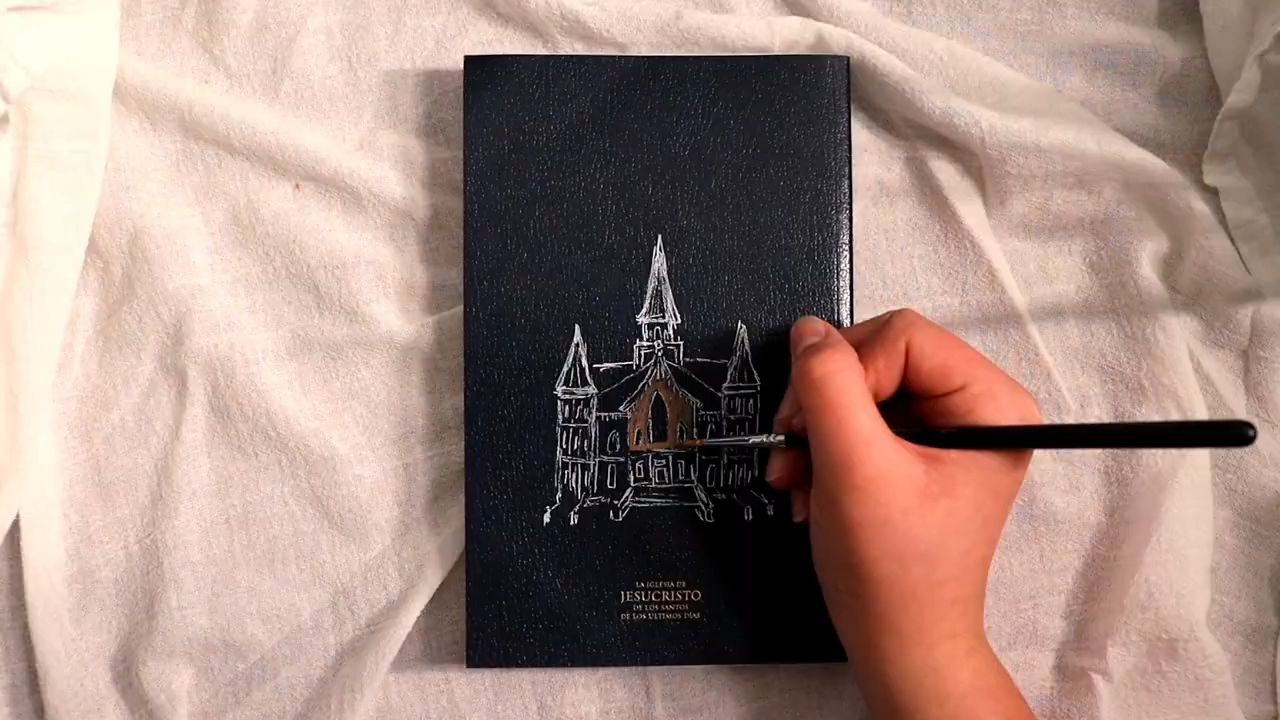 LA IGLESIA DE
JESUCRISTO
DE LOS SANTOS
DE LOS ÚLTIMOS DÍAS